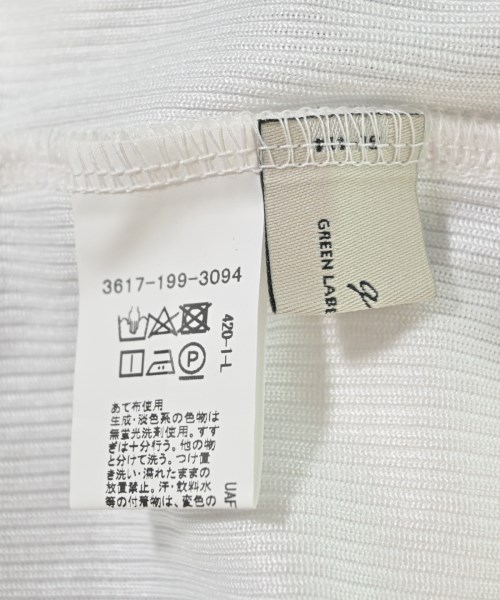 3617-199-3094
420-1-L
あて布使用
生成・淡色系の色物は
無蛍光洗剤使用。すす
ぎは十分行う。他の物
と分けて洗う。つけ置
き洗い・濡れたままの
放置禁止。汗・飲料水
等の付着物は、変色の
UAF
GREEN LABE